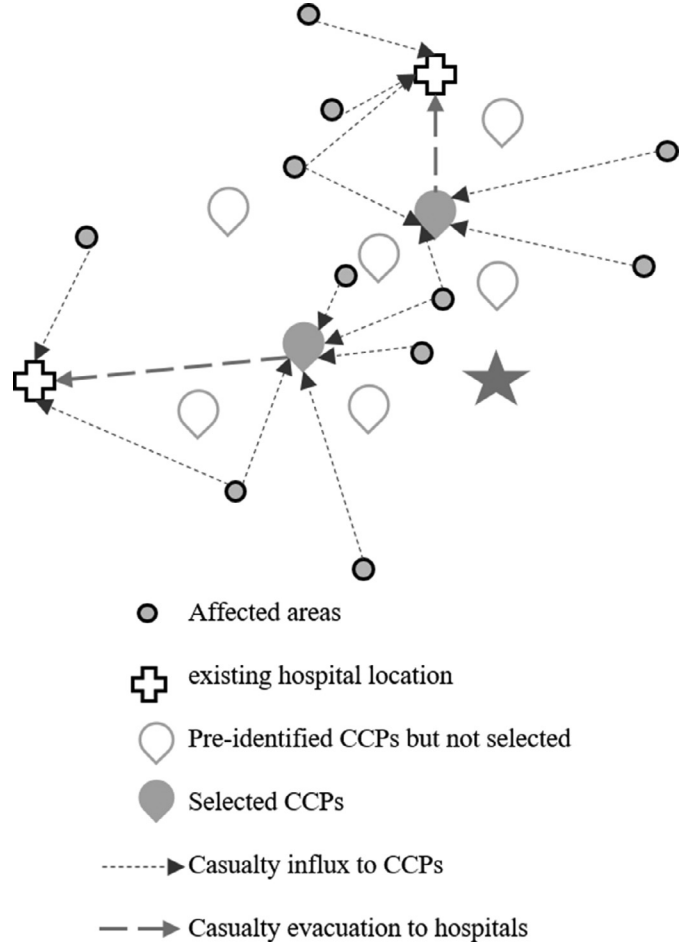 Affected areas
existing hospital location
Pre-identified CCPs but not selected
Selected CCPs
Casualty influx to CCPs
Casualty evacuation to hospitals